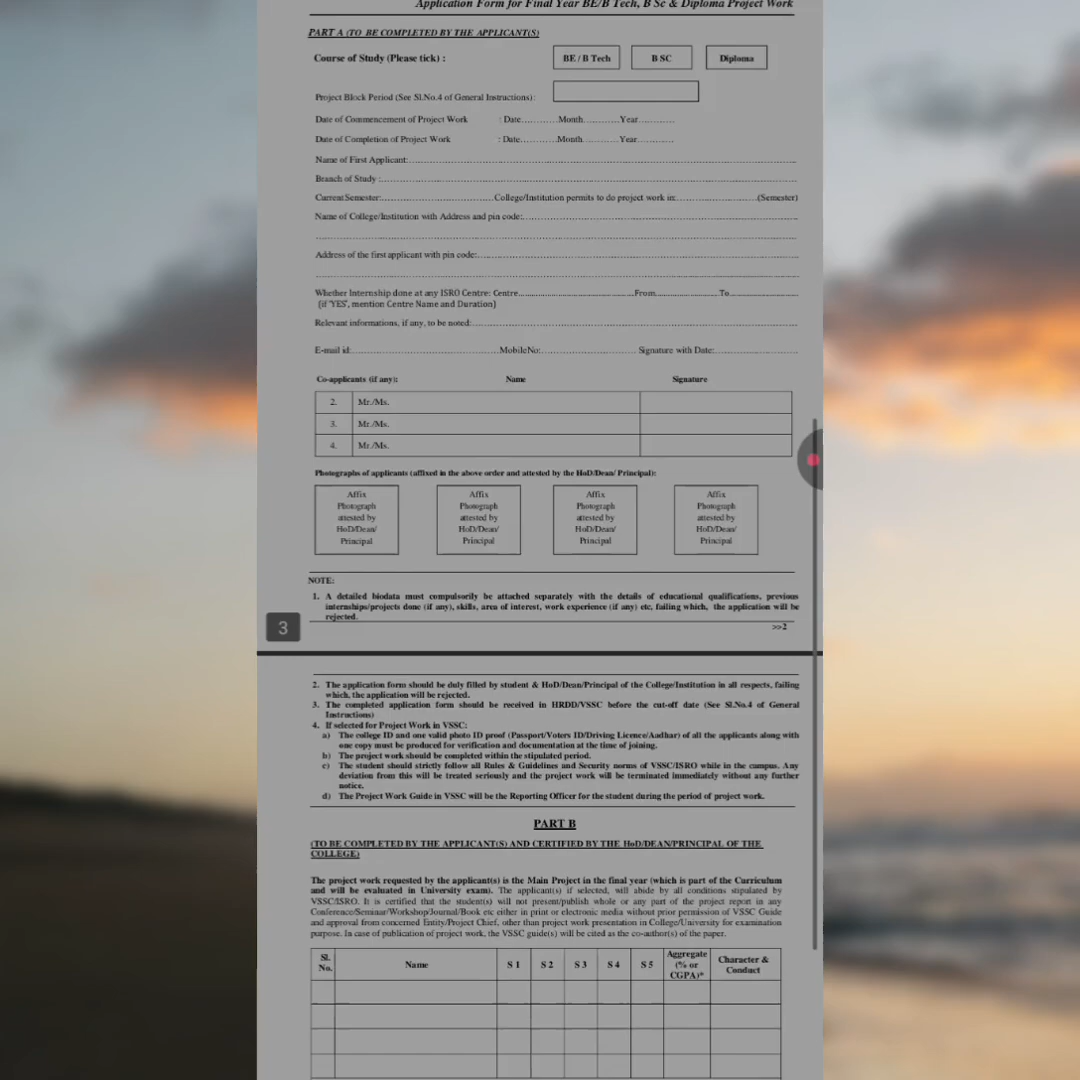 Application Form for Final Year BE/B Tech, B Sc & Diploma Project Work
PART A (TO BE COMPLETED BY THE APPLICANT(S)
Course of Study (Please tick) : BE / B Tech B SC Diploma
Project Block Period (See Sl.No.4 of General Instructions):
Date of Commencement of Project Work : Date............Month............Year............
Date of Completion of Project Work : Date............Month............Year............
Name of First Applicant:
Branch of Study :
Current Semester: College/Institution permits to do project work in: (Semester)
Name of College/Institution with Address and pin code:
Address of the first applicant with pin code:
Whether Internship done at any ISRO Centre: Centre From To
(if 'YES', mention Centre Name and Duration)
Relevant informations, if any, to be noted:
E-mail id: Mobile No: Signature with Date:
Co-applicants (if any): Name Signature
2. Mr./Ms.
3. Mr./Ms.
4. Mr./Ms.
Photographs of applicants (affixed in the above order and attested by the HoD/Dean/ Principal):
Affix Affix Affix Affix
Photograph Photograph Photograph Photograph
attested by attested by attested by attested by
HoD/Dean/ HoD/Dean/ HoD/Dean/ HoD/Dean/
Principal Principal Principal Principal
NOTE:
1. A detailed biodata must compulsorily be attached separately with the details of educational qualifications, previous
internships/projects done (if any), skills, area of interest, work experience (if any) etc, failing which, the application will be
rejected.
>>2
3
2. The application form should be duly filled by student & HoD/Dean/Principal of the College/Institution in all respects, failing
which, the application will be rejected.
3. The completed application form should be received in HRDD/VSSC before the cut-off date (See Sl.No.4 of General
Instructions)
4. If selected for Project Work in VSSC:
a) The college ID and one valid photo ID proof (Passport/Voters ID/Driving Licence/Aadhar) of all the applicants along with
one copy must be produced for verification and documentation at the time of joining.
b) The project work should be completed within the stipulated period.
c) The student should strictly follow all Rules & Guidelines and Security norms of VSSC/ISRO while in the campus. Any
deviation from this will be treated seriously and the project work will be terminated immediately without any further
notice.
d) The Project Work Guide in VSSC will be the Reporting Officer for the student during the period of project work.
PART B
(TO BE COMPLETED BY THE APPLICANT(S) AND CERTIFIED BY THE HoD/DEAN/PRINCIPAL OF THE
COLLEGE)
The project work requested by the applicant(s) is the Main Project in the final year (which is part of the Curriculum
and will be evaluated in University exam). The applicant(s) if selected, will abide by all conditions stipulated by
VSSC/ISRO. It is certified that the student(s) will not present/publish whole or any part of the project report in any
Conference/Seminar/Workshop/Journal/Book etc either in print or electronic media without prior permission of VSSC Guide
and approval from concerned Entity/Project Chief, other than project work presentation in College/University for examination
purpose. In case of publication of project work, the VSSC guide(s) will be cited as the co-author(s) of the paper.
Sl. No. Name S 1 S 2 S 3 S 4 S 5 Aggregate (% or CGPA)* Character & Conduct